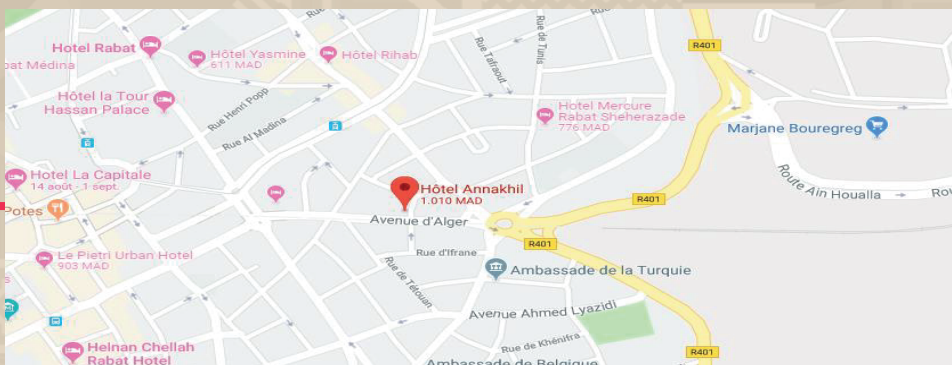 Hotel Rabat
Hôtel Yasmine
611 MAD
Hôtel Rihab
Rue Tafraout
Rue de Tunis
R401
bat Médina
Hôtel la Tour
Hassan Palace
Rue Henri Popp
Rue Al Madina
Hotel Mercure
Rabat Sheherazade
776 MAD
Marjane Bouregreg
Hotel La Capitale
14 août - 1 sept.
Potes
Hôtel Annakhil
1.010 MAD
Avenue d'Alger
R401
Route Ain Houalla
Rou
R401
Le Pietri Urban Hotel
903 MAD
Rue d'Ifrane
Rue de Tétouan
Ambassade de la Turquie
Avenue Ahmed Lyazidi
Rue de Khénifra
R401
Helnan Chellah
Rabat Hotel
Ambassade de Belgique